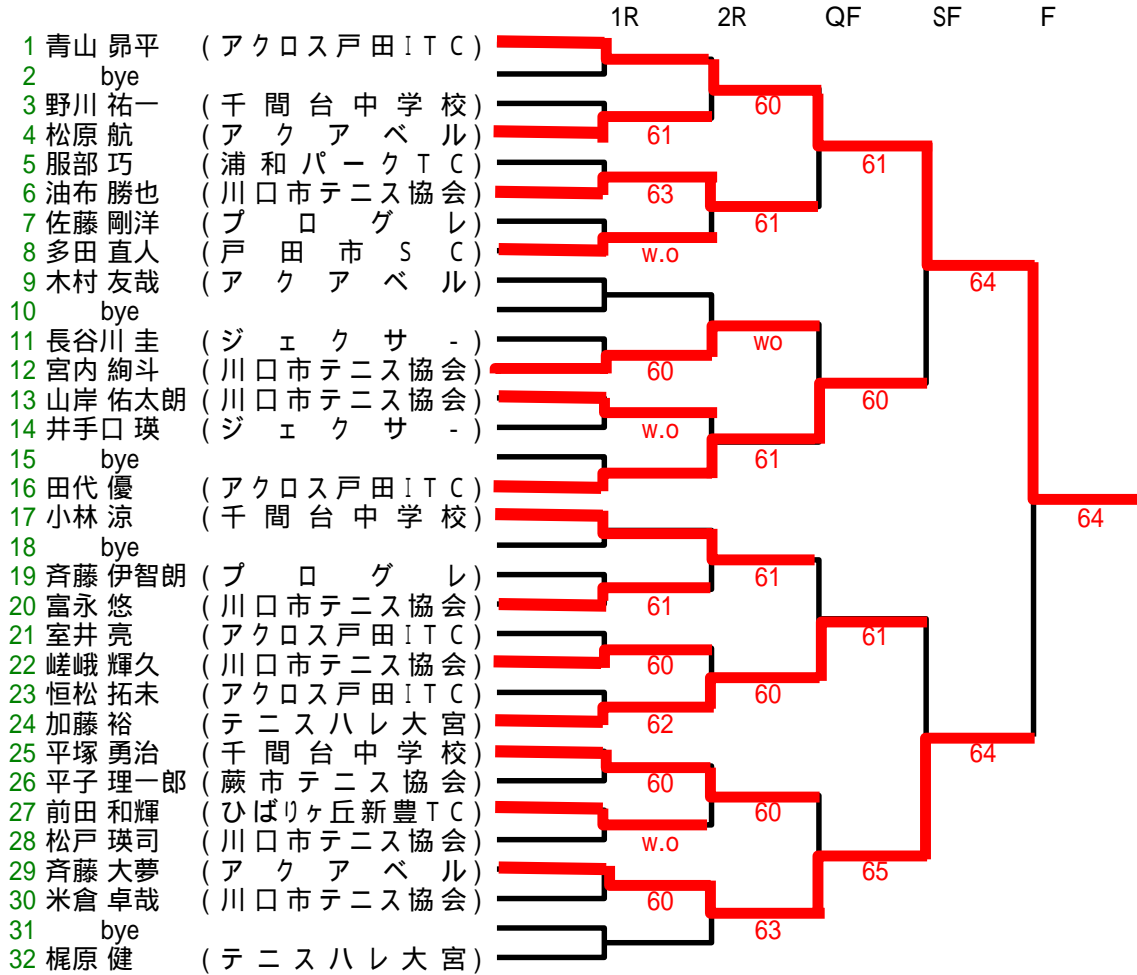 1R 2R QF SF F
1 青山 昴平 (アクロス戸田ITC)
2 bye
3 野川 祐一 (千間台中学校)
4 松原 航 (アクアベル)
5 服部 巧 (浦和パークTC)
6 油布 勝也 (川口市テニス協会)
7 佐藤 剛洋 (プログレ)
8 多田 直人 (戸田市SC)
9 木村 友哉 (アクアベル)
10 bye
11 長谷川 圭 (ジェクサ-)
12 宮内 絢斗 (川口市テニス協会)
13 山岸 佑太朗 (川口市テニス協会)
14 井手口 瑛 (ジェクサ-)
15 bye
16 田代 優 (アクロス戸田ITC)
17 小林 涼 (千間台中学校)
18 bye
19 斉藤 伊智朗 (プログレ)
20 富永 悠 (川口市テニス協会)
21 室井 亮 (アクロス戸田ITC)
22 嵯峨 輝久 (川口市テニス協会)
23 恒松 拓未 (アクロス戸田ITC)
24 加藤 裕 (テニスハレ大宮)
25 平塚 勇治 (千間台中学校)
26 平子 理一郎 (蕨市テニス協会)
27 前田 和輝 (ひばりヶ丘新豊TC)
28 松戸 瑛司 (川口市テニス協会)
29 斉藤 大夢 (アクアベル)
30 米倉 卓哉 (川口市テニス協会)
31 bye
32 梶原 健 (テニスハレ大宮)
61
63
w.o
60
w.o
61
60
62
60
w.o
60
60
61
wo
61
61
60
60
63
61
60
61
65
64
64
64